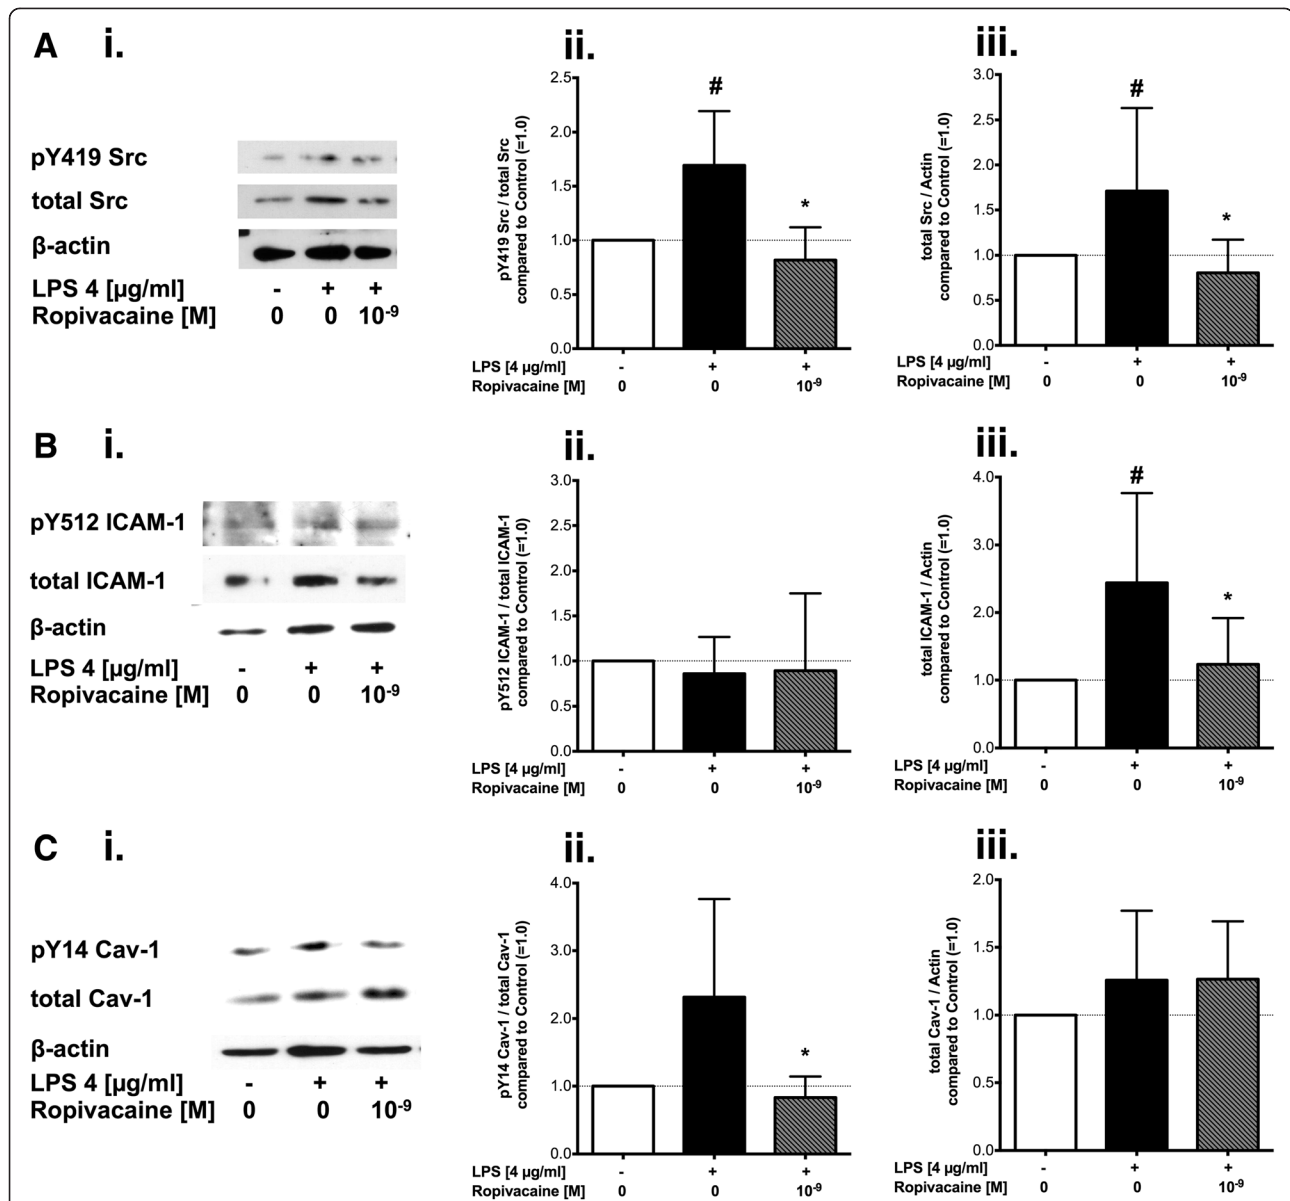 A i.
pY419 Src
total Src
β-actin
LPS 4 [µg/ml] - + +
Ropivacaine [M] 0 0 10⁻⁹
ii.
pY419 Src / total Src
compared to Control (=1.0)
2.5
2.0
1.5
1.0
0.5
0.0
#
*
LPS [4 µg/ml] - + +
Ropivacaine [M] 0 0 10⁻⁹
iii.
total Src / Actin
compared to Control (=1.0)
3.0
2.5
2.0
1.5
1.0
0.5
0.0
#
*
LPS [4 µg/ml] - + +
Ropivacaine [M] 0 0 10⁻⁹
B i.
pY512 ICAM-1
total ICAM-1
β-actin
LPS 4 [µg/ml] - + +
Ropivacaine [M] 0 0 10⁻⁹
ii.
pY512 ICAM-1 / total ICAM-1
compared to Control (=1.0)
3.0
2.5
2.0
1.5
1.0
0.5
0.0
LPS [4 µg/ml] - + +
Ropivacaine [M] 0 0 10⁻⁹
iii.
total ICAM-1 / Actin
compared to Control (=1.0)
4.0
3.0
2.0
1.0
0.0
#
*
LPS [4 µg/ml] - + +
Ropivacaine [M] 0 0 10⁻⁹
C i.
pY14 Cav-1
total Cav-1
β-actin
LPS 4 [µg/ml] - + +
Ropivacaine [M] 0 0 10⁻⁹
ii.
pY14 Cav-1 / total Cav-1
compared to Control (=1.0)
4.0
3.0
2.0
1.0
0.0
*
LPS [4 µg/ml] - + +
Ropivacaine [M] 0 0 10⁻⁹
iii.
total Cav-1 / Actin
compared to Control (=1.0)
2.0
1.5
1.0
0.5
0.0
LPS [4 µg/ml] - + +
Ropivacaine [M] 0 0 10⁻⁹